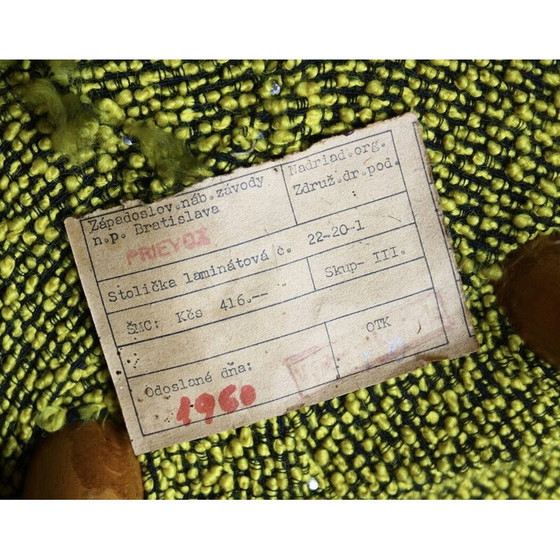 Západoslov.náb.závody
n.p. Bratislava
PRIEVOZ
Nadriad.org.
Združ.dr.pod.
:
Stolička laminátová č. 22-20-1
ŠMC: Kčs 416.--
Skup- III.
Odoslané dňa:
1960
OTK